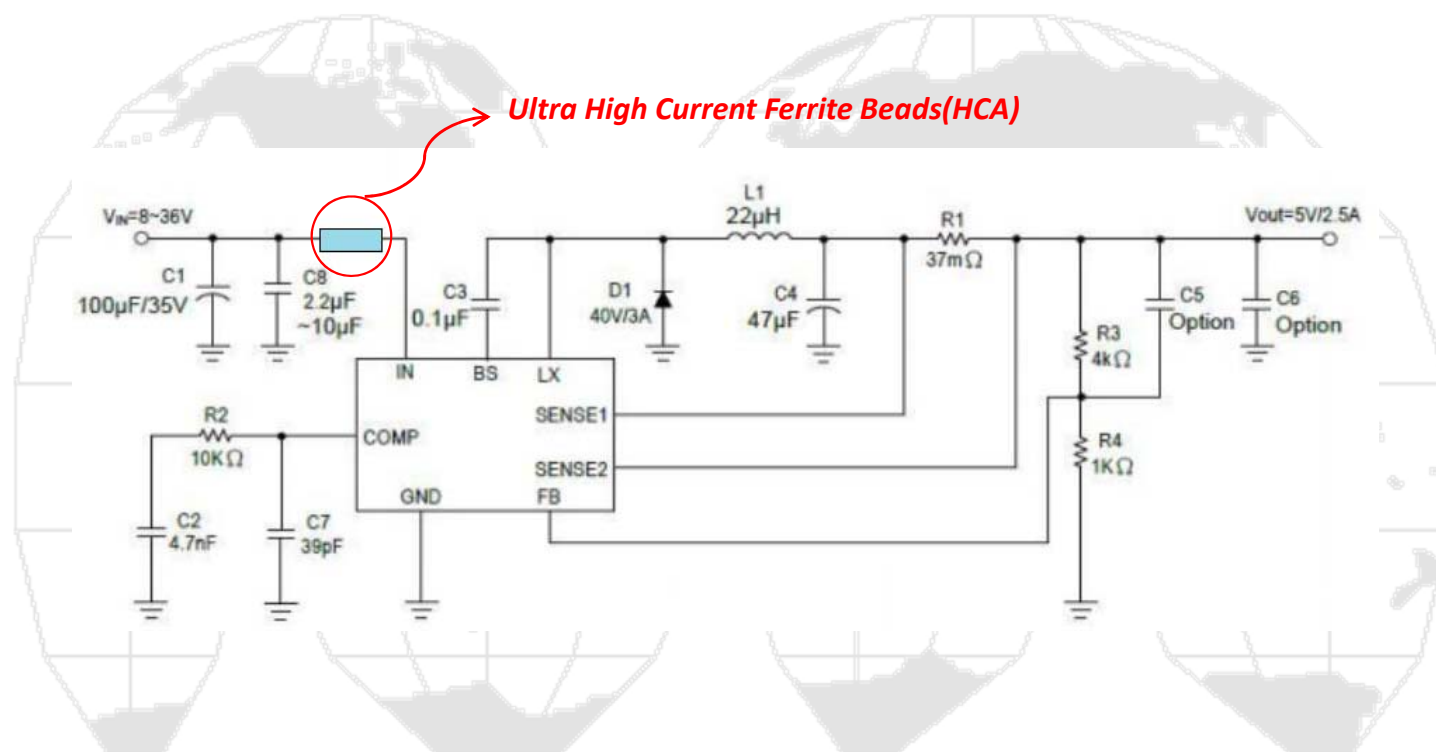 Ultra High Current Ferrite Beads(HCA)
VIN=8~36V
C1
100μF/35V
C8
2.2μF
~10μF
C3
0.1μF
D1
40V/3A
L1
22μH
C4
47μF
R1
37mΩ
Vout=5V/2.5A
C5
Option
C6
Option
R3
4kΩ
R4
1KΩ
IN
BS
LX
SENSE1
COMP
SENSE2
GND
FB
R2
10KΩ
C2
4.7nF
C7
39pF